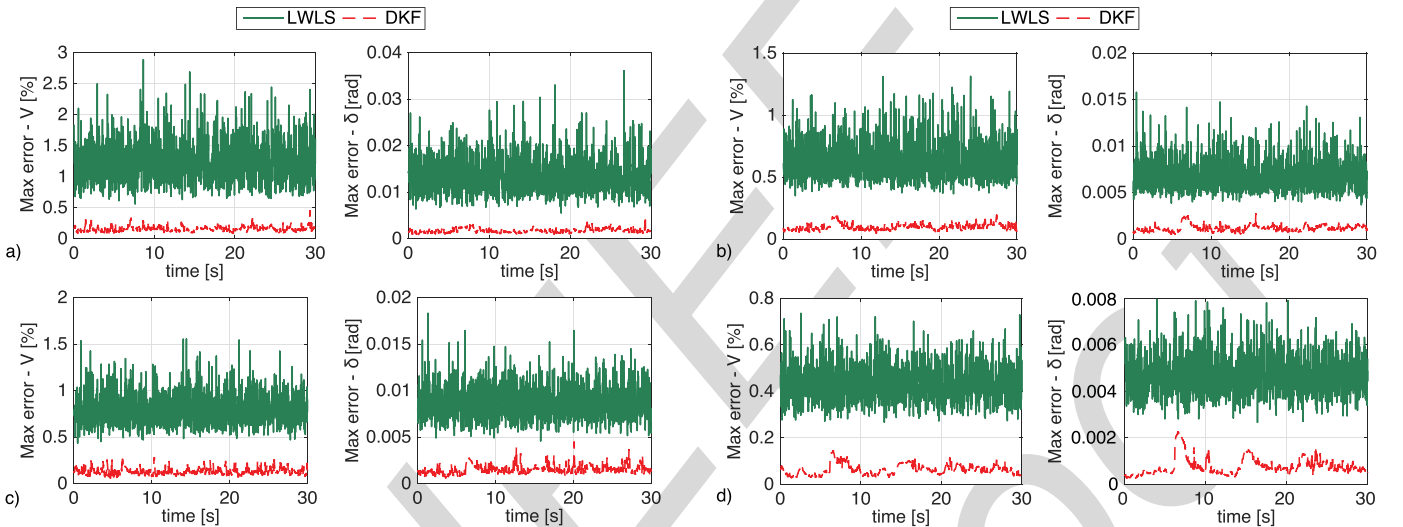 LWLS DKF
LWLS DKF
Max error - V [%]
3
2.5
2
1.5
1
0.5
0
0 10 20 30
time [s]
a)
Max error - δ [rad]
0.04
0.03
0.02
0.01
0
0 10 20 30
time [s]
Max error - V [%]
1.5
1
0.5
0
0 10 20 30
time [s]
b)
Max error - δ [rad]
0.02
0.015
0.01
0.005
0
0 10 20 30
time [s]
Max error - V [%]
2
1.5
1
0.5
0
0 10 20 30
time [s]
c)
Max error - δ [rad]
0.02
0.015
0.01
0.005
0
0 10 20 30
time [s]
Max error - V [%]
0.8
0.6
0.4
0.2
0
0 10 20 30
time [s]
d)
Max error - δ [rad]
0.008
0.006
0.004
0.002
0
0 10 20 30
time [s]